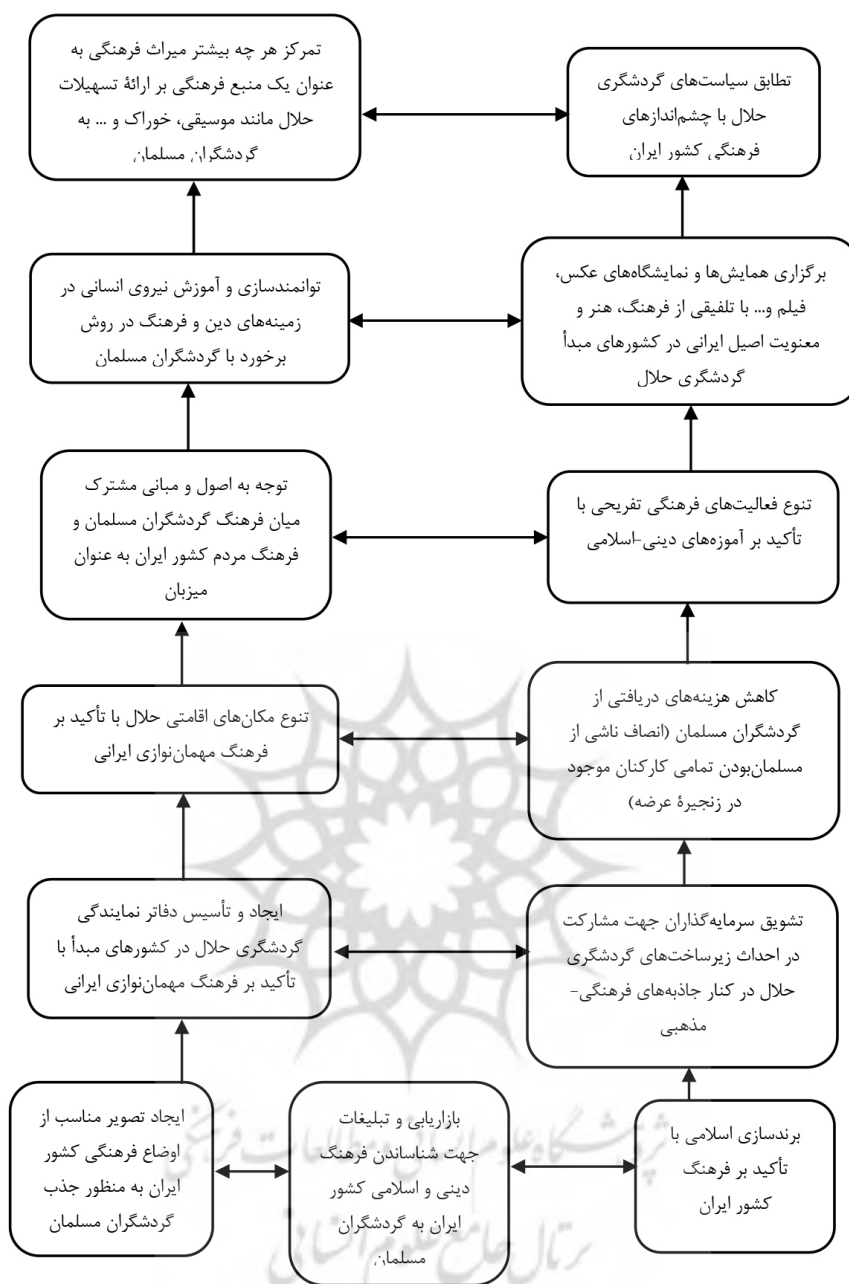 تطابق سیاست‌های گردشگری
حلال با چشم‌اندازهای
فرهنگی کشور ایران
تمرکز هر چه بیشتر میراث فرهنگی به
عنوان یک منبع فرهنگی بر ارائهٔ تسهیلات
حلال مانند موسیقی، خوراک و ... به
گردشگران مسلمان
برگزاری همایش‌ها و نمایشگاه‌های عکس،
فیلم و... با تلفیقی از فرهنگ، هنر و
معنویت اصیل ایرانی در کشورهای مبدأ
گردشگری حلال
توانمندسازی و آموزش نیروی انسانی در
زمینه‌های دین و فرهنگ در روش
برخورد با گردشگران مسلمان
تنوع فعالیت‌های فرهنگی تفریحی با
تأکید بر آموزه‌های دینی-اسلامی
توجه به اصول و مبانی مشترک
میان فرهنگ گردشگران مسلمان و
فرهنگ مردم کشور ایران به عنوان
میزبان
کاهش هزینه‌های دریافتی از
گردشگران مسلمان (انصاف ناشی از
مسلمان‌بودن تمامی کارکنان موجود
در زنجیرهٔ عرضه)
تنوع مکان‌های اقامتی حلال با تأکید بر
فرهنگ مهمان‌نوازی ایرانی
تشویق سرمایه‌گذاران جهت مشارکت
در احداث زیرساخت‌های گردشگری
حلال در کنار جاذبه‌های فرهنگی-
مذهبی
ایجاد و تأسیس دفاتر نمایندگی
گردشگری حلال در کشورهای مبدأ با
تأکید بر فرهنگ مهمان‌نوازی ایرانی
برندسازی اسلامی با
تأکید بر فرهنگ
کشور ایران
بازاریابی و تبلیغات
جهت شناساندن فرهنگ
دینی و اسلامی کشور
ایران به گردشگران
مسلمان
ایجاد تصویر مناسب از
اوضاع فرهنگی کشور
ایران به منظور جذب
گردشگران مسلمان
پژوهشگاه علوم انسانی و مطالعات فرهنگی
پرتال جامع علوم انسانی